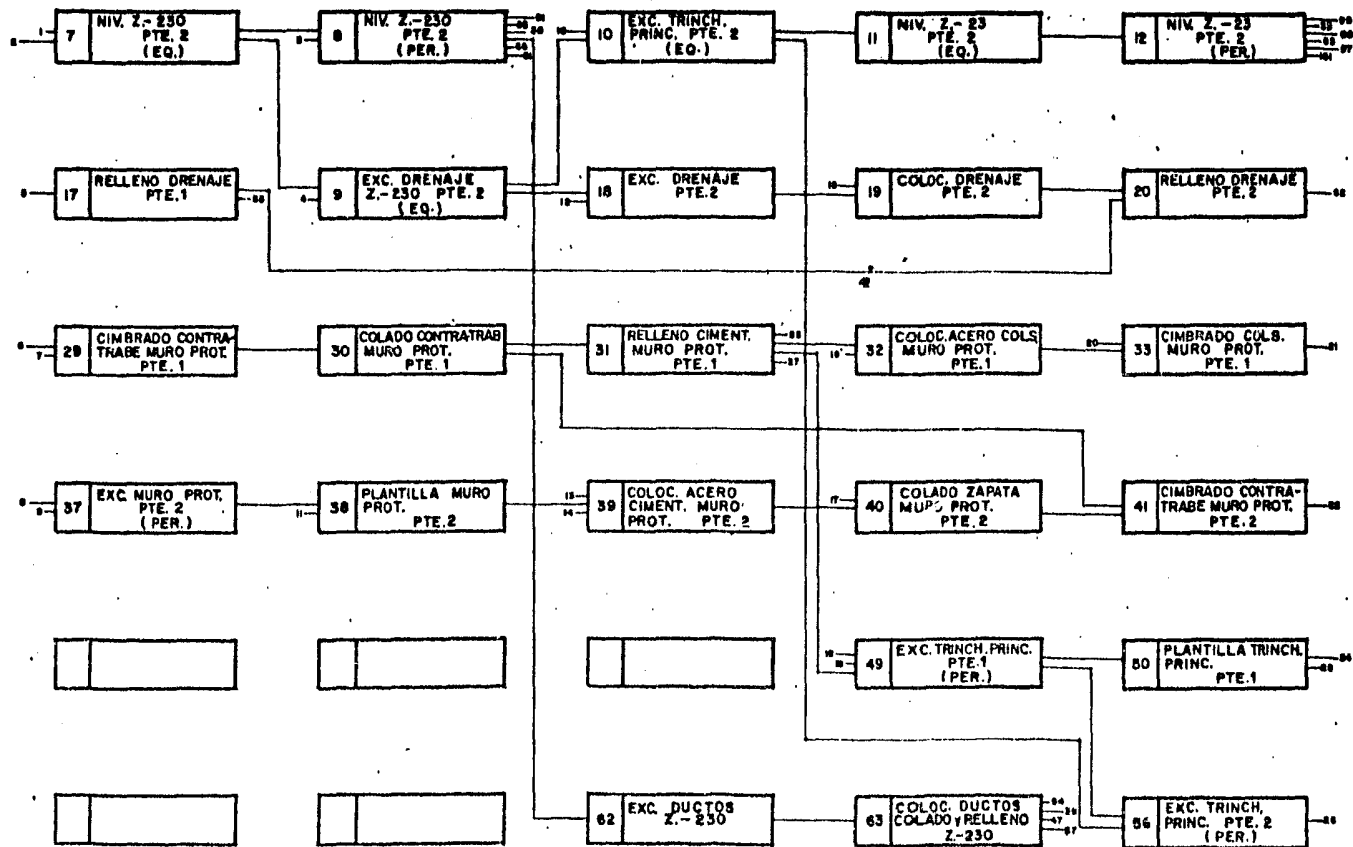 7 NIV. Z.-230
PTE. 2
(EQ.)
8 NIV. Z.-230
PTE. 2
(PER.)
10 EXC. TRINCH.
PRINC. PTE. 2
(EQ.)
11 NIV. Z.-23
PTE. 2
(EQ)
12 NIV. Z.-23
PTE. 2
(PER.)
17 RELLENO DRENAJE
PTE. 1
9 EXC. DRENAJE
Z.-230 PTE. 2
(EQ.)
18 EXC. DRENAJE
PTE. 2
19 COLOC. DRENAJE
PTE. 2
20 RELLENO DRENAJE
PTE. 2
42
29 CIMBRADO CONTRA-
TRABE MURO PROT.
PTE. 1
30 COLADO CONTRA-TRAB
MURO PROT.
PTE. 1
31 RELLENO CIMENT.
MURO PROT.
PTE. 1
32 COLOC. ACERO COLS
MURO PROT.
PTE. 1
33 CIMBRADO COLS.
MURO PROT.
PTE. 1
37 EXC. MURO PROT.
PTE. 2
(PER.)
38 PLANTILLA MURO
PROT.
PTE. 2
39 COLOC. ACERO
CIMENT. MURO
PROT. PTE. 2
40 COLADO ZAPATA
MURO PROT.
PTE. 2
41 CIMBRADO CONTRA-
TRABE MURO PROT.
PTE. 2
49 EXC. TRINCH. PRINC.
PTE. 1
(PER.)
50 PLANTILLA TRINCH.
PRINC.
PTE. 1
62 EXC. DUCTOS
Z.-230
63 COLOC. DUCTOS
COLADO y RELLENO
Z.-230
56 EXC. TRINCH.
PRINC. PTE. 2
(PER.)